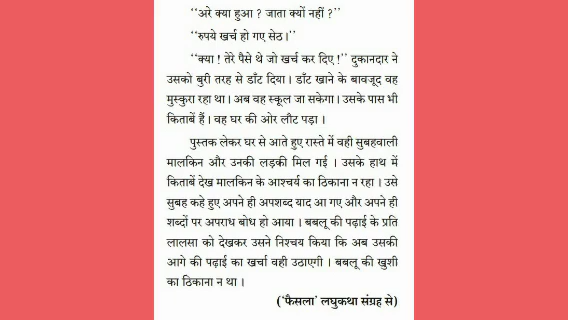 ‘‘अरे क्या हुआ ? जाता क्यों नहीं ?’’
‘‘रुपये खर्च हो गए सेठ।’’
‘‘क्या ! तेरे पैसे थे जो खर्च कर दिए !’’ दुकानदार ने
उसको बुरी तरह से डाँट दिया। डाँट खाने के बावजूद वह
मुस्कुरा रहा था। अब वह स्कूल जा सकेगा। उसके पास भी
किताबें हैं। वह घर की ओर लौट पड़ा।
पुस्तक लेकर घर से आते हुए रास्ते में वही सुबहवाली
मालकिन और उनकी लड़की मिल गई । उसके हाथ में
किताबें देख मालकिन के आश्चर्य का ठिकाना न रहा । उसे
सुबह कहे हुए अपने ही अपशब्द याद आ गए और अपने ही
शब्दों पर अपराध बोध हो आया । बबलू की पढ़ाई के प्रति
लालसा को देखकर उसने निश्चय किया कि अब उसकी
आगे की पढ़ाई का खर्चा वही उठाएगी । बबलू की खुशी
का ठिकाना न था ।
(‘फैसला’ लघुकथा संग्रह से)